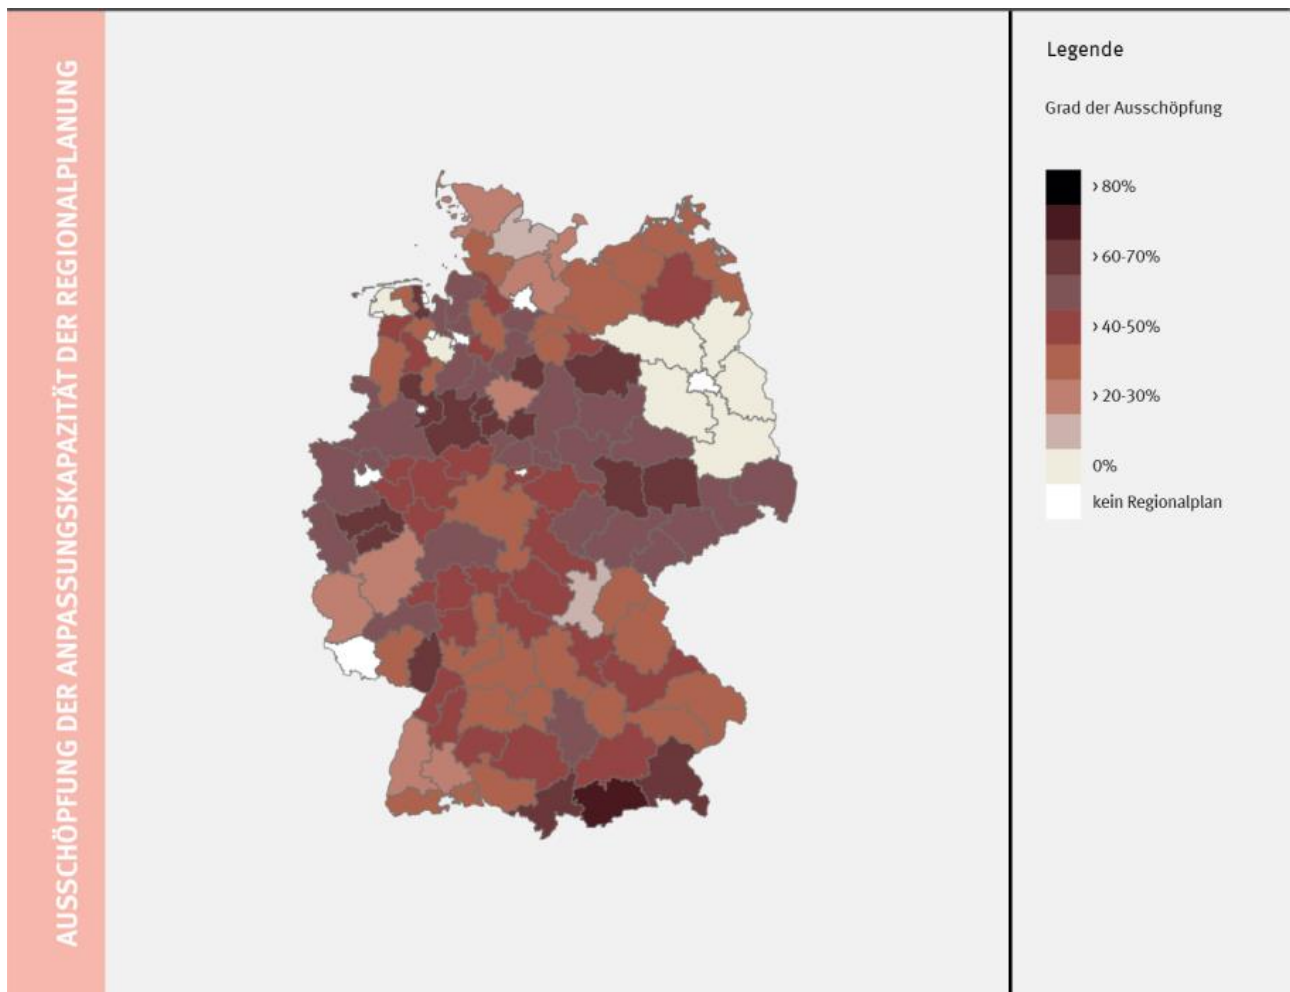 AUSSCHÖPFUNG DER ANPASSUNGSKAPAZITÄT DER REGIONALPLANUNG
Legende
Grad der Ausschöpfung
> 80%
> 60-70%
> 40-50%
> 20-30%
0%
kein Regionalplan